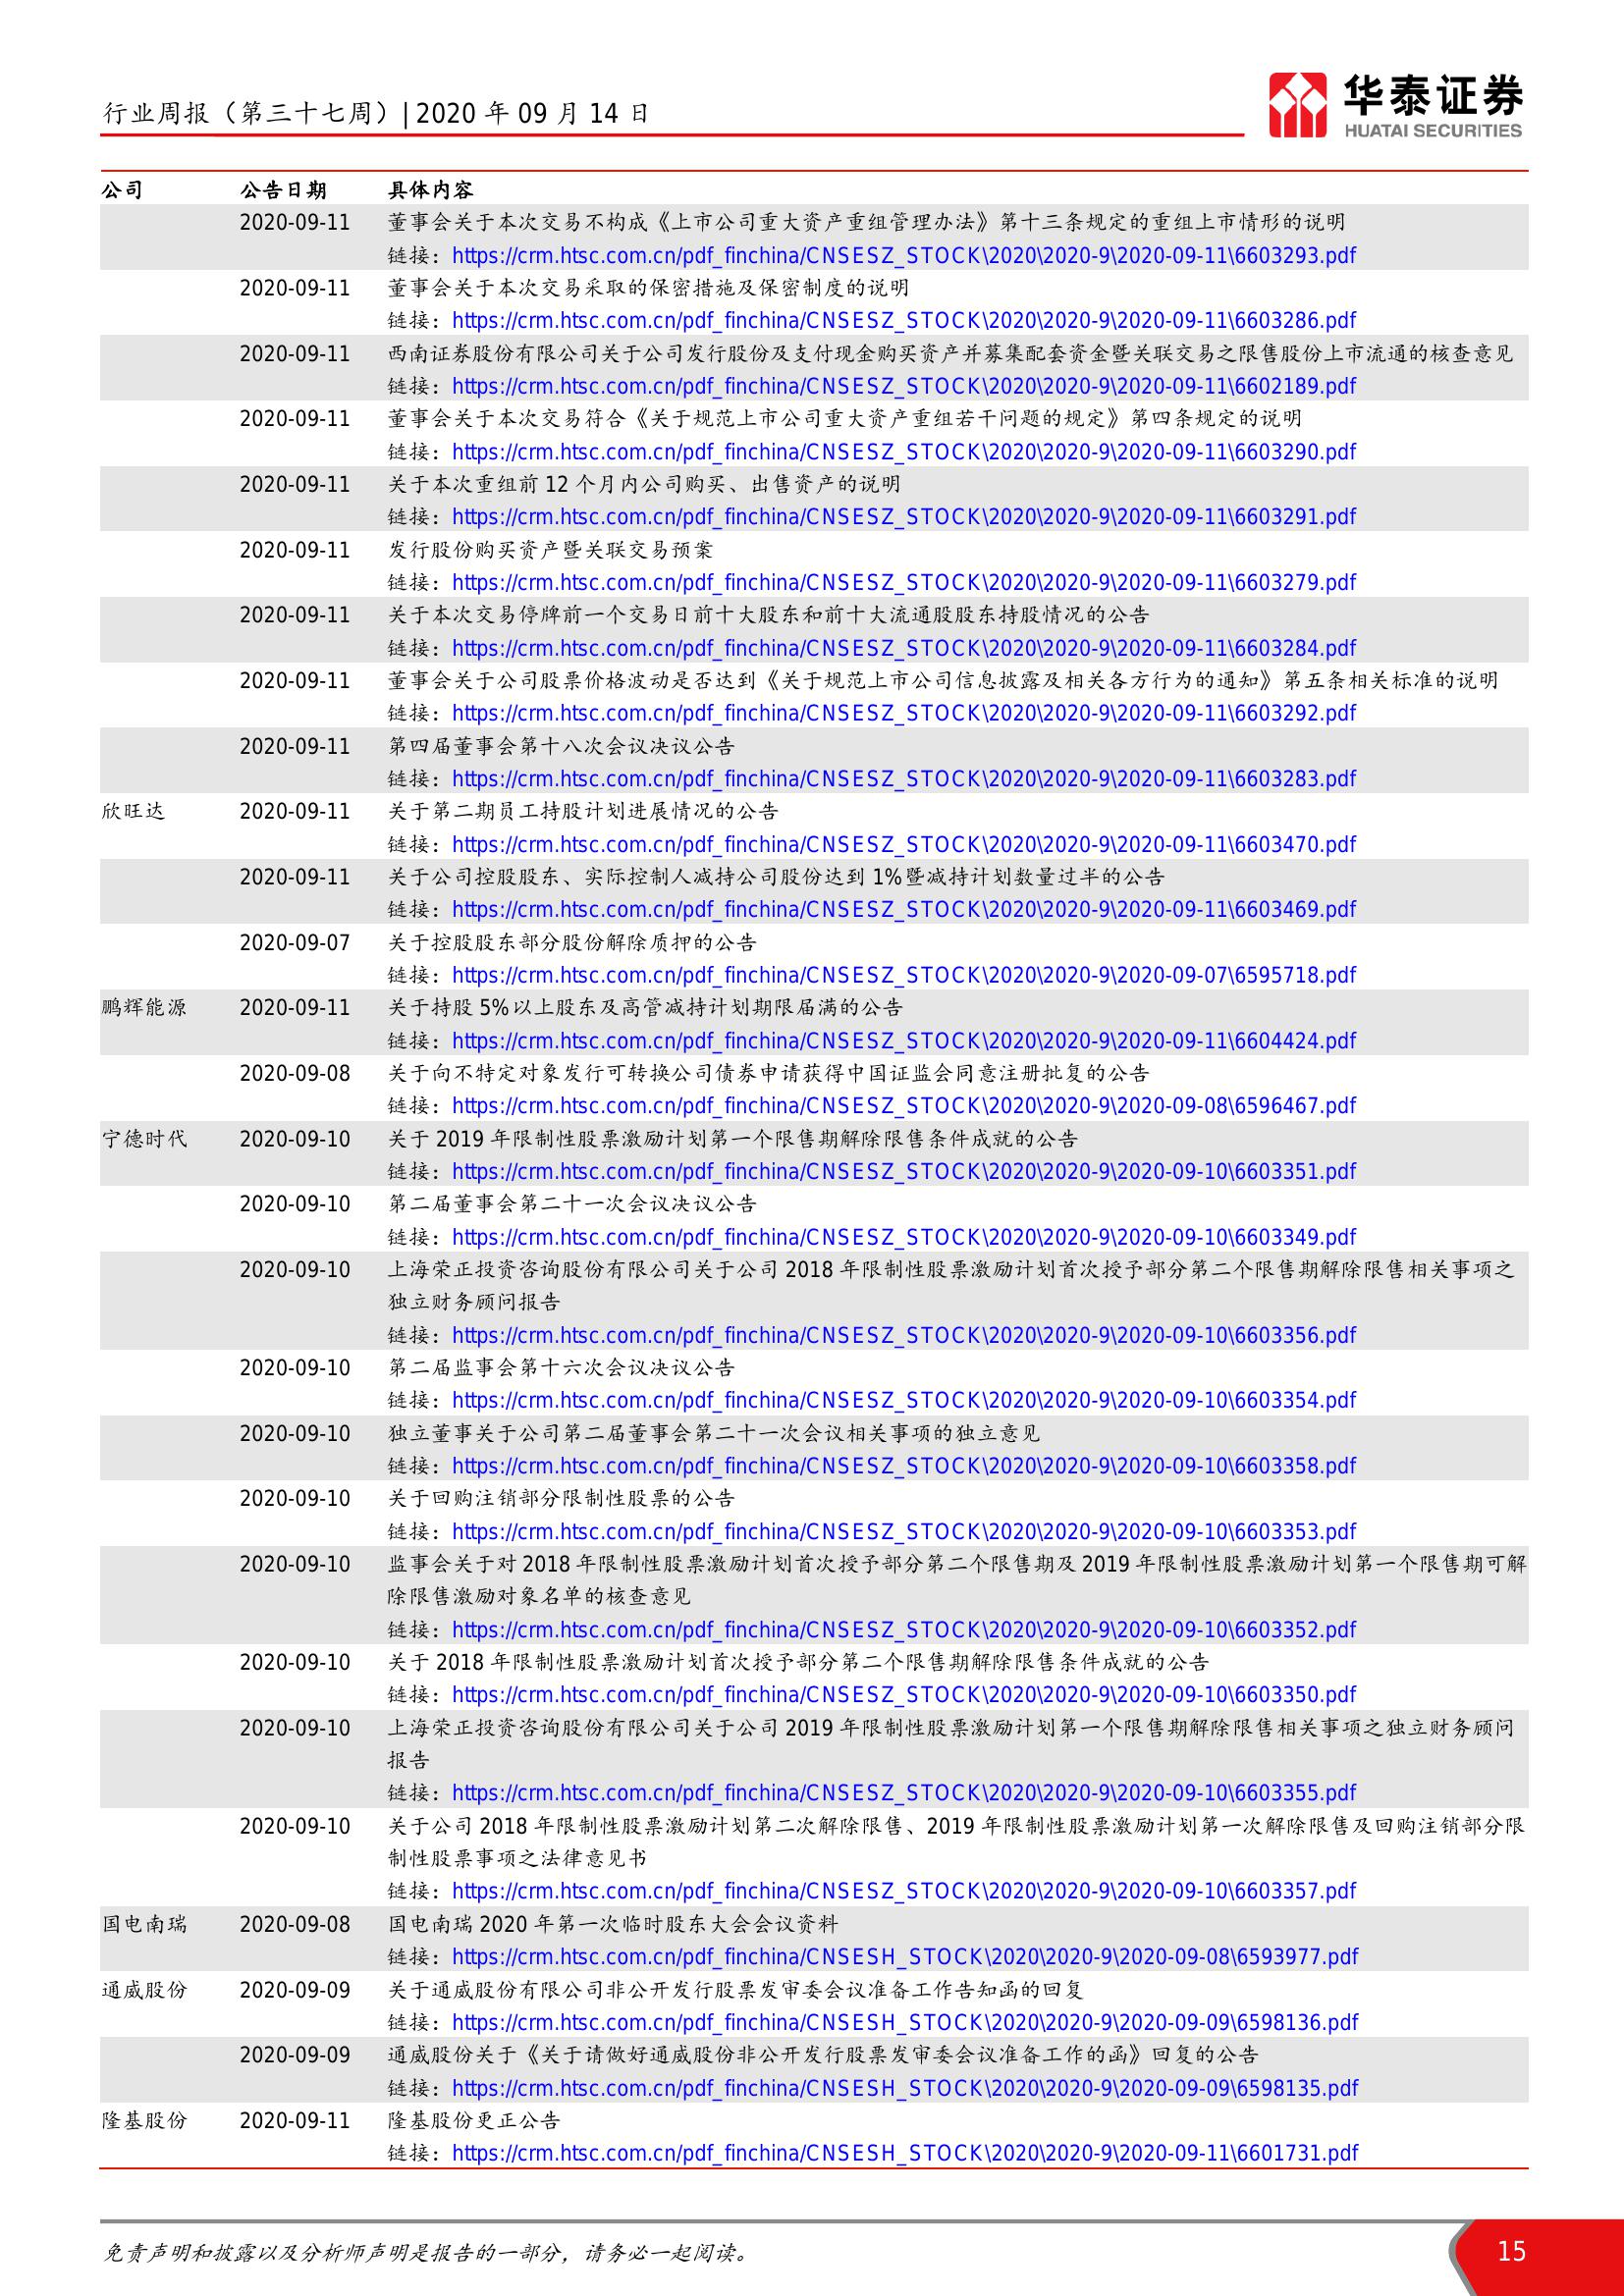 行业周报（第三十七周）| 2020 年 09 月 14 日
华泰证券
HUATAI SECURITIES
公司 公告日期 具体内容
2020-09-11 董事会关于本次交易不构成《上市公司重大资产重组管理办法》第十三条规定的重组上市情形的说明
链接：https://crm.htsc.com.cn/pdf_finchina/CNSESZ_STOCK\2020\2020-9\2020-09-11\6603293.pdf
2020-09-11 董事会关于本次交易采取的保密措施及保密制度的说明
链接：https://crm.htsc.com.cn/pdf_finchina/CNSESZ_STOCK\2020\2020-9\2020-09-11\6603286.pdf
2020-09-11 西南证券股份有限公司关于公司发行股份及支付现金购买资产并募集配套资金暨关联交易之限售股份上市流通的核查意见
链接：https://crm.htsc.com.cn/pdf_finchina/CNSESZ_STOCK\2020\2020-9\2020-09-11\6602189.pdf
2020-09-11 董事会关于本次交易符合《关于规范上市公司重大资产重组若干问题的规定》第四条规定的说明
链接：https://crm.htsc.com.cn/pdf_finchina/CNSESZ_STOCK\2020\2020-9\2020-09-11\6603290.pdf
2020-09-11 关于本次重组前 12 个月内公司购买、出售资产的说明
链接：https://crm.htsc.com.cn/pdf_finchina/CNSESZ_STOCK\2020\2020-9\2020-09-11\6603291.pdf
2020-09-11 发行股份购买资产暨关联交易预案
链接：https://crm.htsc.com.cn/pdf_finchina/CNSESZ_STOCK\2020\2020-9\2020-09-11\6603279.pdf
2020-09-11 关于本次交易停牌前一个交易日前十大股东和前十大流通股股东持股情况的公告
链接：https://crm.htsc.com.cn/pdf_finchina/CNSESZ_STOCK\2020\2020-9\2020-09-11\6603284.pdf
2020-09-11 董事会关于公司股票价格波动是否达到《关于规范上市公司信息披露及相关各方行为的通知》第五条相关标准的说明
链接：https://crm.htsc.com.cn/pdf_finchina/CNSESZ_STOCK\2020\2020-9\2020-09-11\6603292.pdf
2020-09-11 第四届董事会第十八次会议决议公告
链接：https://crm.htsc.com.cn/pdf_finchina/CNSESZ_STOCK\2020\2020-9\2020-09-11\6603283.pdf
欣旺达 2020-09-11 关于第二期员工持股计划进展情况的公告
链接：https://crm.htsc.com.cn/pdf_finchina/CNSESZ_STOCK\2020\2020-9\2020-09-11\6603470.pdf
2020-09-11 关于公司控股股东、实际控制人减持公司股份达到 1%暨减持计划数量过半的公告
链接：https://crm.htsc.com.cn/pdf_finchina/CNSESZ_STOCK\2020\2020-9\2020-09-11\6603469.pdf
2020-09-07 关于控股股东部分股份解除质押的公告
链接：https://crm.htsc.com.cn/pdf_finchina/CNSESZ_STOCK\2020\2020-9\2020-09-07\6595718.pdf
鹏辉能源 2020-09-11 关于持股 5%以上股东及高管减持计划期限届满的公告
链接：https://crm.htsc.com.cn/pdf_finchina/CNSESZ_STOCK\2020\2020-9\2020-09-11\6604424.pdf
2020-09-08 关于向不特定对象发行可转换公司债券申请获得中国证监会同意注册批复的公告
链接：https://crm.htsc.com.cn/pdf_finchina/CNSESZ_STOCK\2020\2020-9\2020-09-08\6596467.pdf
宁德时代 2020-09-10 关于 2019 年限制性股票激励计划第一个限售期解除限售条件成就的公告
链接：https://crm.htsc.com.cn/pdf_finchina/CNSESZ_STOCK\2020\2020-9\2020-09-10\6603351.pdf
2020-09-10 第二届董事会第二十一次会议决议公告
链接：https://crm.htsc.com.cn/pdf_finchina/CNSESZ_STOCK\2020\2020-9\2020-09-10\6603349.pdf
2020-09-10 上海荣正投资咨询股份有限公司关于公司 2018 年限制性股票激励计划首次授予部分第二个限售期解除限售相关事项之
独立财务顾问报告
链接：https://crm.htsc.com.cn/pdf_finchina/CNSESZ_STOCK\2020\2020-9\2020-09-10\6603356.pdf
2020-09-10 第二届监事会第十六次会议决议公告
链接：https://crm.htsc.com.cn/pdf_finchina/CNSESZ_STOCK\2020\2020-9\2020-09-10\6603354.pdf
2020-09-10 独立董事关于公司第二届董事会第二十一次会议相关事项的独立意见
链接：https://crm.htsc.com.cn/pdf_finchina/CNSESZ_STOCK\2020\2020-9\2020-09-10\6603358.pdf
2020-09-10 关于回购注销部分限制性股票的公告
链接：https://crm.htsc.com.cn/pdf_finchina/CNSESZ_STOCK\2020\2020-9\2020-09-10\6603353.pdf
2020-09-10 监事会关于对 2018 年限制性股票激励计划首次授予部分第二个限售期及 2019 年限制性股票激励计划第一个限售期可解
除限售激励对象名单的核查意见
链接：https://crm.htsc.com.cn/pdf_finchina/CNSESZ_STOCK\2020\2020-9\2020-09-10\6603352.pdf
2020-09-10 关于 2018 年限制性股票激励计划首次授予部分第二个限售期解除限售条件成就的公告
链接：https://crm.htsc.com.cn/pdf_finchina/CNSESZ_STOCK\2020\2020-9\2020-09-10\6603350.pdf
2020-09-10 上海荣正投资咨询股份有限公司关于公司 2019 年限制性股票激励计划第一个限售期解除限售相关事项之独立财务顾问
报告
链接：https://crm.htsc.com.cn/pdf_finchina/CNSESZ_STOCK\2020\2020-9\2020-09-10\6603355.pdf
2020-09-10 关于公司 2018 年限制性股票激励计划第二次解除限售、2019 年限制性股票激励计划第一次解除限售及回购注销部分限
制性股票事项之法律意见书
链接：https://crm.htsc.com.cn/pdf_finchina/CNSESZ_STOCK\2020\2020-9\2020-09-10\6603357.pdf
国电南瑞 2020-09-08 国电南瑞 2020 年第一次临时股东大会会议资料
链接：https://crm.htsc.com.cn/pdf_finchina/CNSESH_STOCK\2020\2020-9\2020-09-08\6593977.pdf
通威股份 2020-09-09 关于通威股份有限公司非公开发行股票发审委会议准备工作告知函的回复
链接：https://crm.htsc.com.cn/pdf_finchina/CNSESH_STOCK\2020\2020-9\2020-09-09\6598136.pdf
2020-09-09 通威股份关于《关于请做好通威股份非公开发行股票发审委会议准备工作的函》回复的公告
链接：https://crm.htsc.com.cn/pdf_finchina/CNSESH_STOCK\2020\2020-9\2020-09-09\6598135.pdf
隆基股份 2020-09-11 隆基股份更正公告
链接：https://crm.htsc.com.cn/pdf_finchina/CNSESH_STOCK\2020\2020-9\2020-09-11\6601731.pdf
免责声明和披露以及分析师声明是报告的一部分，请务必一起阅读。
15